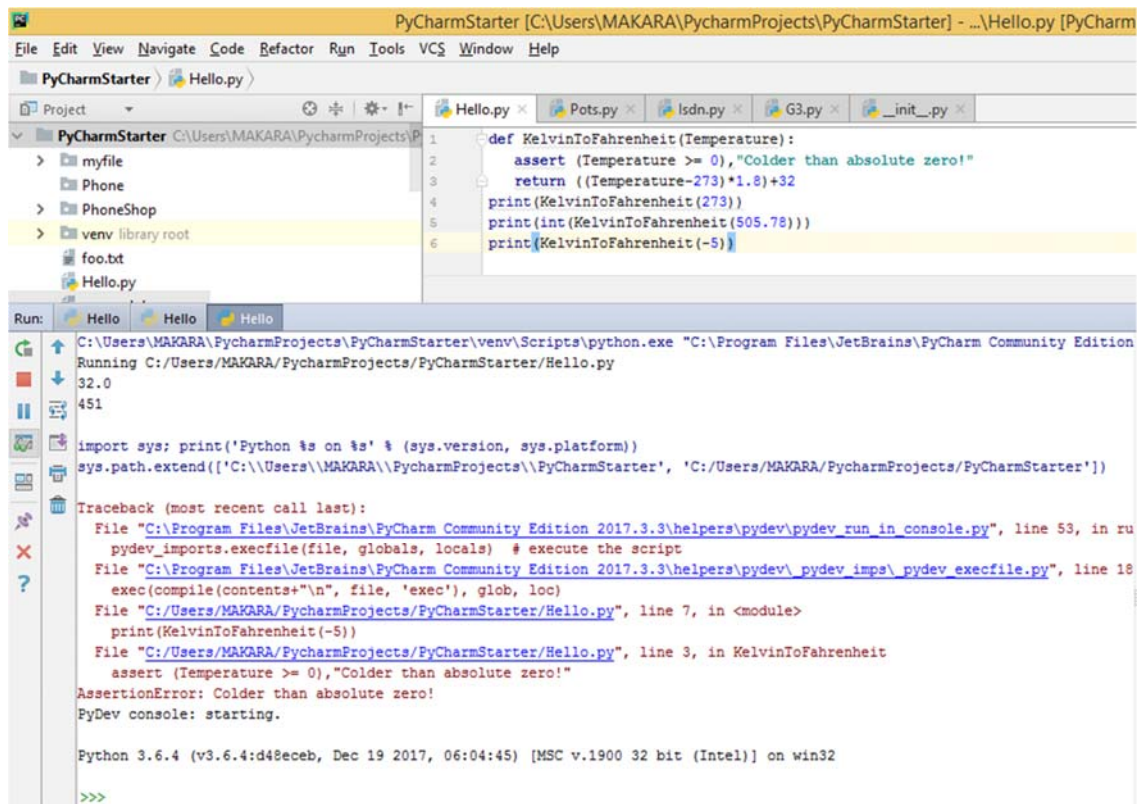 PyCharmStarter [C:\Users\MAKARA\PycharmProjects\PyCharmStarter] - ...\Hello.py [PyCharm
File Edit View Navigate Code Refactor Run Tools VCS Window Help
PyCharmStarter Hello.py
Project
PyCharmStarter C:\Users\MAKARA\PycharmProjects\P
myfile
Phone
PhoneShop
venv library root
foo.txt
Hello.py
Hello.py Pots.py Isdn.py G3.py __init__.py
1 def KelvinToFahrenheit(Temperature):
2 assert (Temperature >= 0),"Colder than absolute zero!"
3 return ((Temperature-273)*1.8)+32
4 print(KelvinToFahrenheit(273))
5 print(int(KelvinToFahrenheit(505.78)))
6 print(KelvinToFahrenheit(-5))
Run: Hello Hello Hello
C:\Users\MAKARA\PycharmProjects\PyCharmStarter\venv\Scripts\python.exe "C:\Program Files\JetBrains\PyCharm Community Edition
Running C:/Users/MAKARA/PycharmProjects/PyCharmStarter/Hello.py
32.0
451
import sys; print('Python %s on %s' % (sys.version, sys.platform))
sys.path.extend(['C:\\Users\\MAKARA\\PycharmProjects\\PyCharmStarter', 'C:/Users/MAKARA/PycharmProjects/PyCharmStarter'])
Traceback (most recent call last):
File "C:\Program Files\JetBrains\PyCharm Community Edition 2017.3.3\helpers\pydev\pydev_run_in_console.py", line 53, in ru
pydev_imports.execfile(file, globals, locals) # execute the script
File "C:\Program Files\JetBrains\PyCharm Community Edition 2017.3.3\helpers\pydev\_pydev_imps\_pydev_execfile.py", line 18
exec(compile(contents+"\n", file, 'exec'), glob, loc)
File "C:/Users/MAKARA/PycharmProjects/PyCharmStarter/Hello.py", line 7, in <module>
print(KelvinToFahrenheit(-5))
File "C:/Users/MAKARA/PycharmProjects/PyCharmStarter/Hello.py", line 3, in KelvinToFahrenheit
assert (Temperature >= 0),"Colder than absolute zero!"
AssertionError: Colder than absolute zero!
PyDev console: starting.
Python 3.6.4 (v3.6.4:d48eceb, Dec 19 2017, 06:04:45) [MSC v.1900 32 bit (Intel)] on win32
>>>